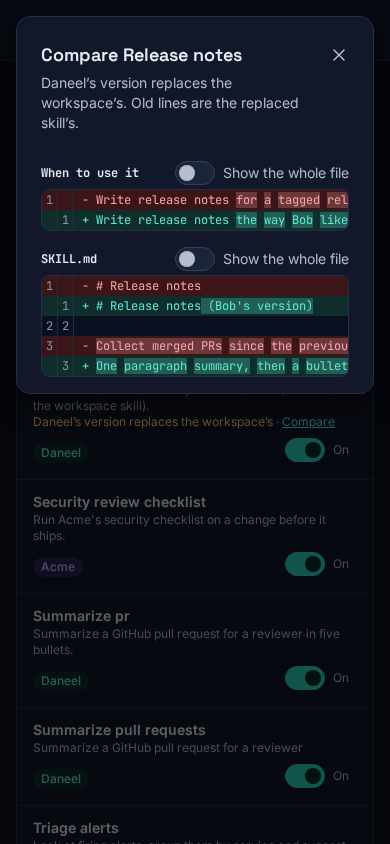 Compare Release notes
Daneel's version replaces the
workspace's. Old lines are the replaced
skill's.
When to use it
Show the whole file
1 - Write release notes for a tagged rel
1 + Write release notes the way Bob like
SKILL.md
Show the whole file
1 - # Release notes
1 + # Release notes (Bob's version)
2 2
3 - Collect merged PRs since the previou
3 + One paragraph summary, then a bullet
the workspace skill).
Daneel's version replaces the workspace's · Compare
Daneel
On
Security review checklist
Run Acme's security checklist on a change before it
ships.
Acme
On
Summarize pr
Summarize a GitHub pull request for a reviewer in five
bullets.
Daneel
On
Summarize pull requests
Summarize a GitHub pull request for a reviewer
Daneel
On
Triage alerts